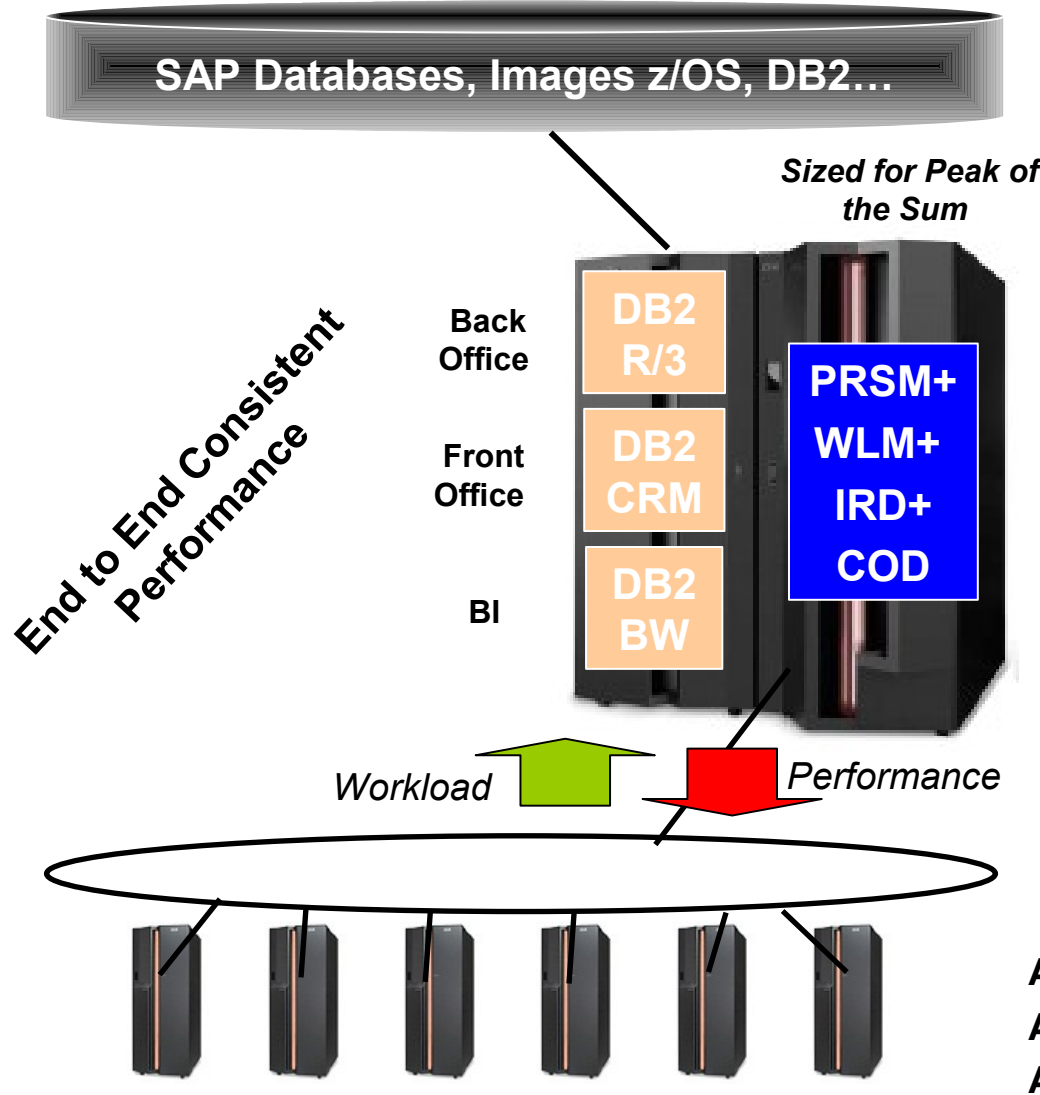 SAP Databases, Images z/OS, DB2…
Sized for Peak of
the Sum
End to End Consistent
Performance
Back
Office
DB2
R/3
Front
Office
DB2
CRM
BI
DB2
BW
PRSM+
WLM+
IRD+
COD
Workload
Performance
A
A
A